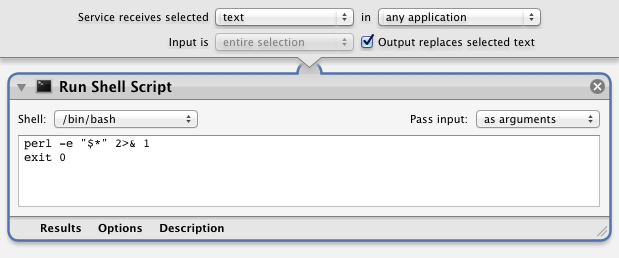 Service receives selected text in any application
Input is entire selection Output replaces selected text
Run Shell Script
Shell: /bin/bash Pass input: as arguments
perl -e "$*" 2>& 1
exit 0
Results Options Description